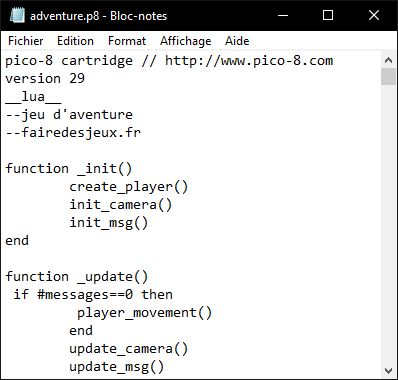 adventure.p8 - Bloc-notes
Fichier Edition Format Affichage Aide
pico-8 cartridge // http://www.pico-8.com
version 29
__lua__
--jeu d'aventure
--fairedesjeux.fr

function _init()
        create_player()
        init_camera()
        init_msg()
end

function _update()
 if #messages==0 then
         player_movement()
        end
        update_camera()
        update_msg()